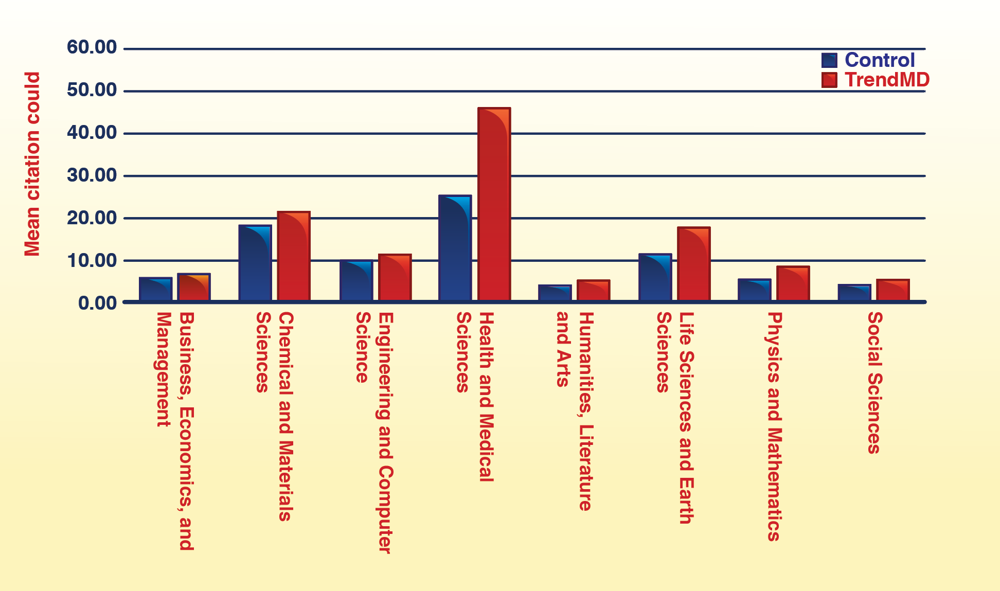 60.00
50.00
40.00
30.00
20.00
10.00
0.00
Mean citation could
Control
TrendMD
Business, Economics, and
Management
Chemical and Materials
Sciences
Engineering and Computer
Science
Health and Medical
Sciences
Humanities, Literature
and Arts
Life Sciences and Earth
Sciences
Physics and Mathematics
Social Sciences